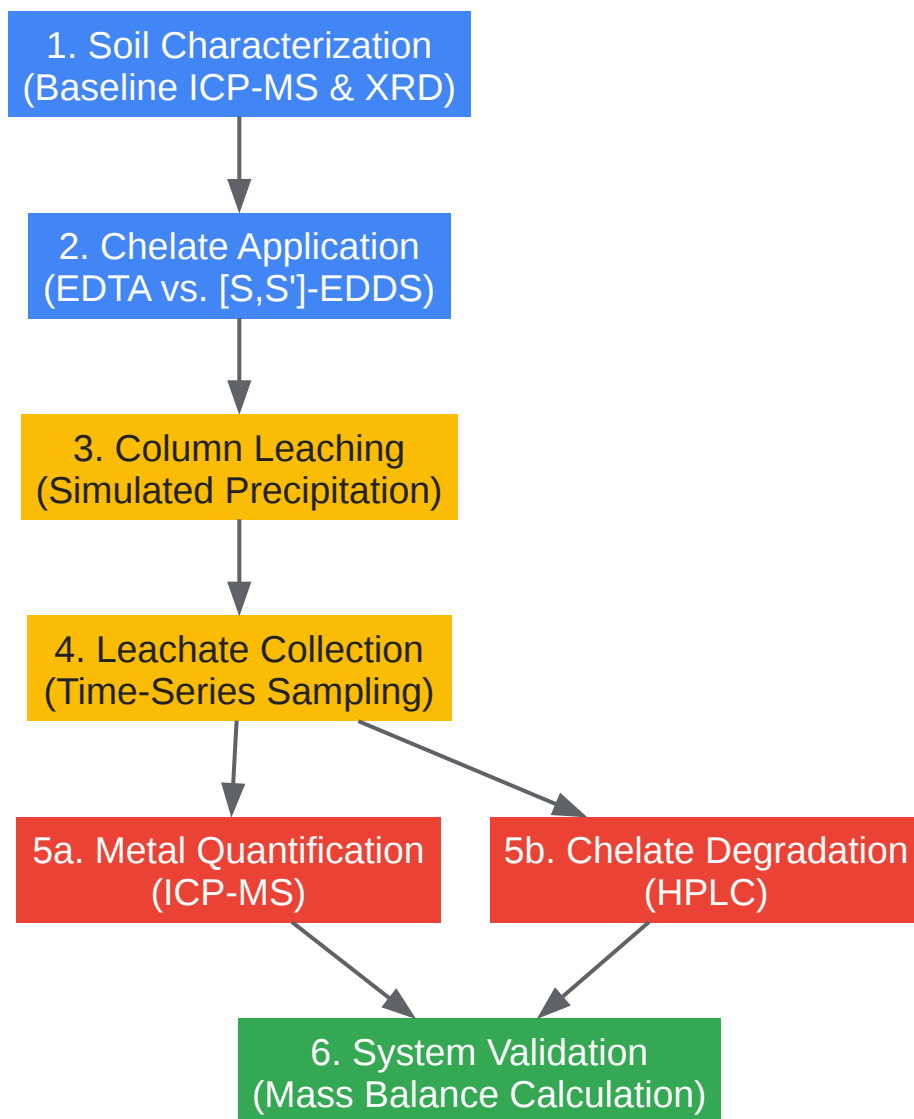 1. Soil Characterization
(Baseline ICP-MS & XRD)
2. Chelate Application
(EDTA vs. [S,S']-EDDS)
3. Column Leaching
(Simulated Precipitation)
4. Leachate Collection
(Time-Series Sampling)
5a. Metal Quantification
(ICP-MS)
5b. Chelate Degradation
(HPLC)
6. System Validation
(Mass Balance Calculation)